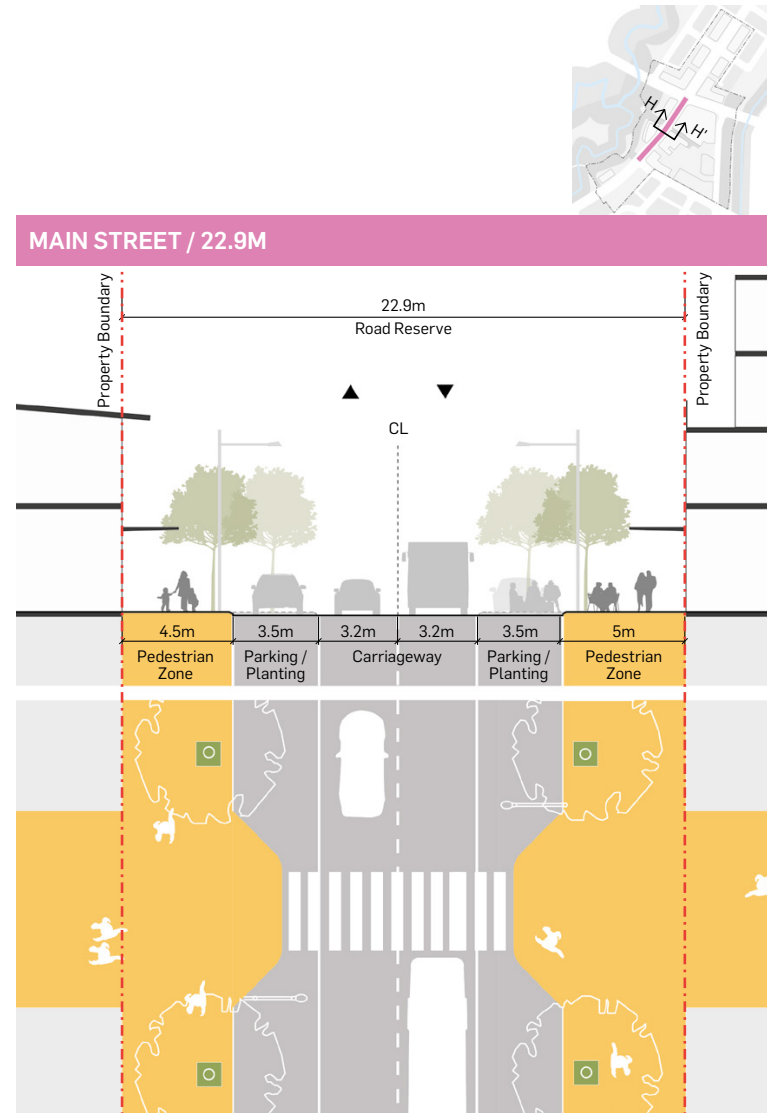 H
H'
MAIN STREET / 22.9M
Property Boundary
22.9m
Road Reserve
Property Boundary
CL
4.5m
3.5m
3.2m
3.2m
3.5m
5m
Pedestrian
Zone
Parking /
Planting
Carriageway
Parking /
Planting
Pedestrian
Zone